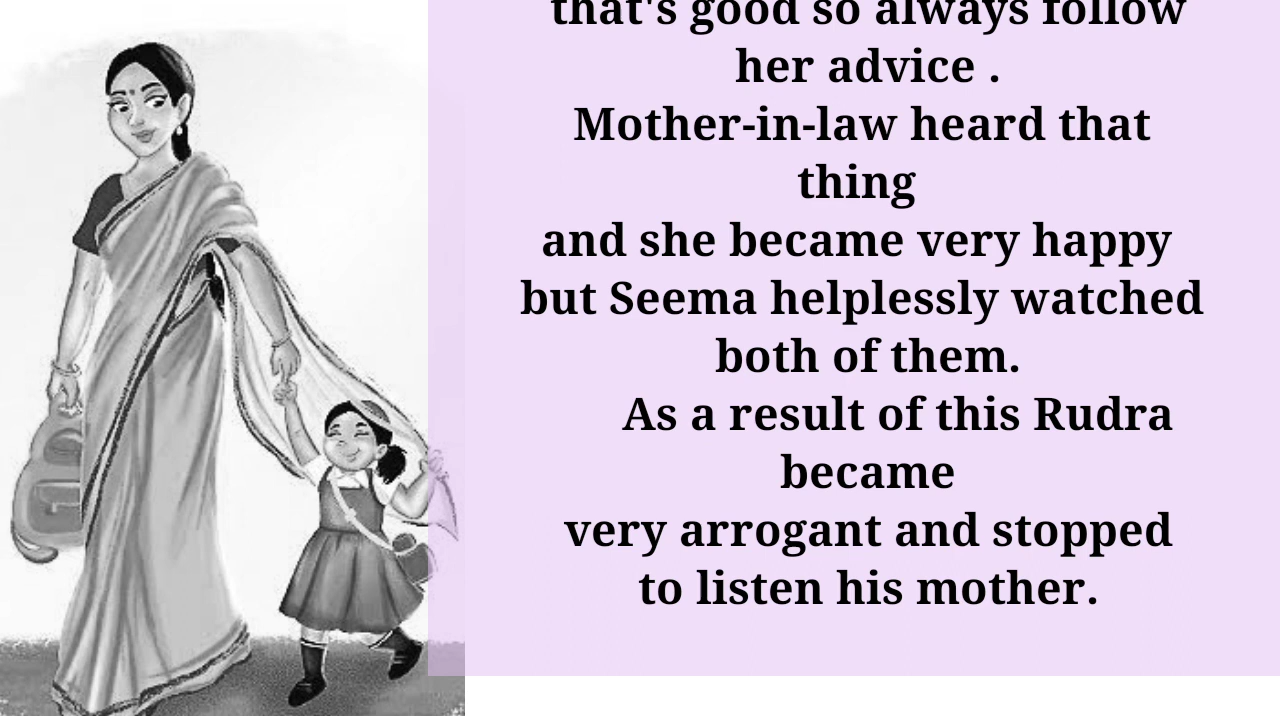 that's good so always follow
her advice .
Mother-in-law heard that
thing
and she became very happy
but Seema helplessly watched
both of them.
As a result of this Rudra
became
very arrogant and stopped
to listen his mother.